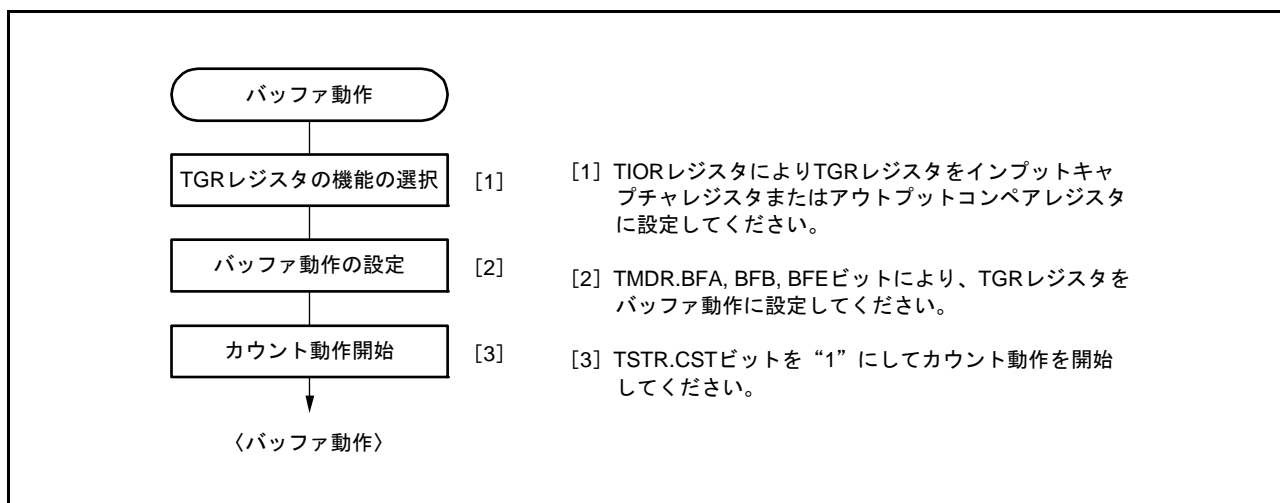 バッファ動作
TGRレジスタの機能の選択 [1]
バッファ動作の設定 [2]
カウント動作開始 [3]
〈バッファ動作〉
[1] TIORレジスタによりTGRレジスタをインプットキャ
プチャレジスタまたはアウトプットコンペアレジスタ
に設定してください。
[2] TMDR.BFA, BFB, BFEビットにより、TGRレジスタを
バッファ動作に設定してください。
[3] TSTR.CSTビットを“1”にしてカウント動作を開始
してください。